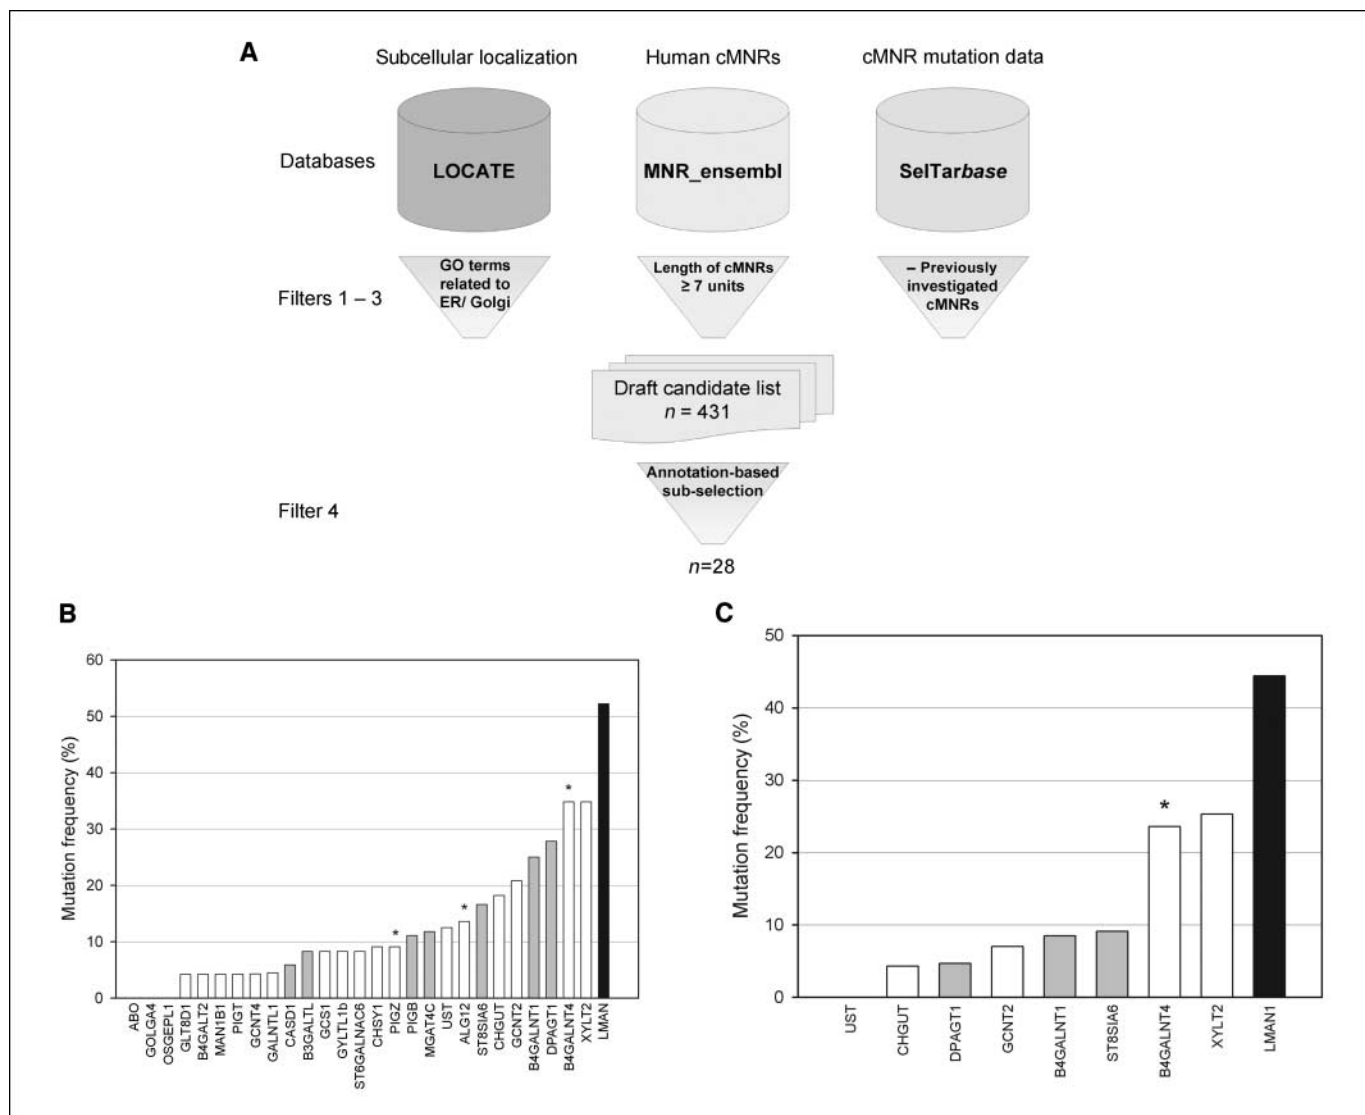 A
Subcellular localization
Human cMNRs
cMNR mutation data
Databases
LOCATE
MNR_ensembl
SelTarbase
Filters 1 – 3
GO terms
related to
ER/ Golgi
Length of cMNRs
≥ 7 units
– Previously
investigated
cMNRs
Draft candidate list
n = 431
Filter 4
Annotation-based
sub-selection
n=28
B
Mutation frequency (%)
60
50
40
30
20
10
0
*
*
*
ABO
GOLGA4
OSGEPL1
GLT8D1
B4GALT2
MAN1B1
PIGT
GCNT4
GALNTL1
CASD1
B3GALTL
GCS1
GYLTL1b
ST6GALNAC6
CHSY1
PIGZ
PIGB
MGAT4C
UST
ALG12
ST8SIA6
CHGUT
GCNT2
B4GALNT1
DPAGT1
B4GALNT4
XYLT2
LMAN
C
Mutation frequency (%)
50
40
30
20
10
0
*
UST
CHGUT
DPAGT1
GCNT2
B4GALNT1
ST8SIA6
B4GALNT4
XYLT2
LMAN1